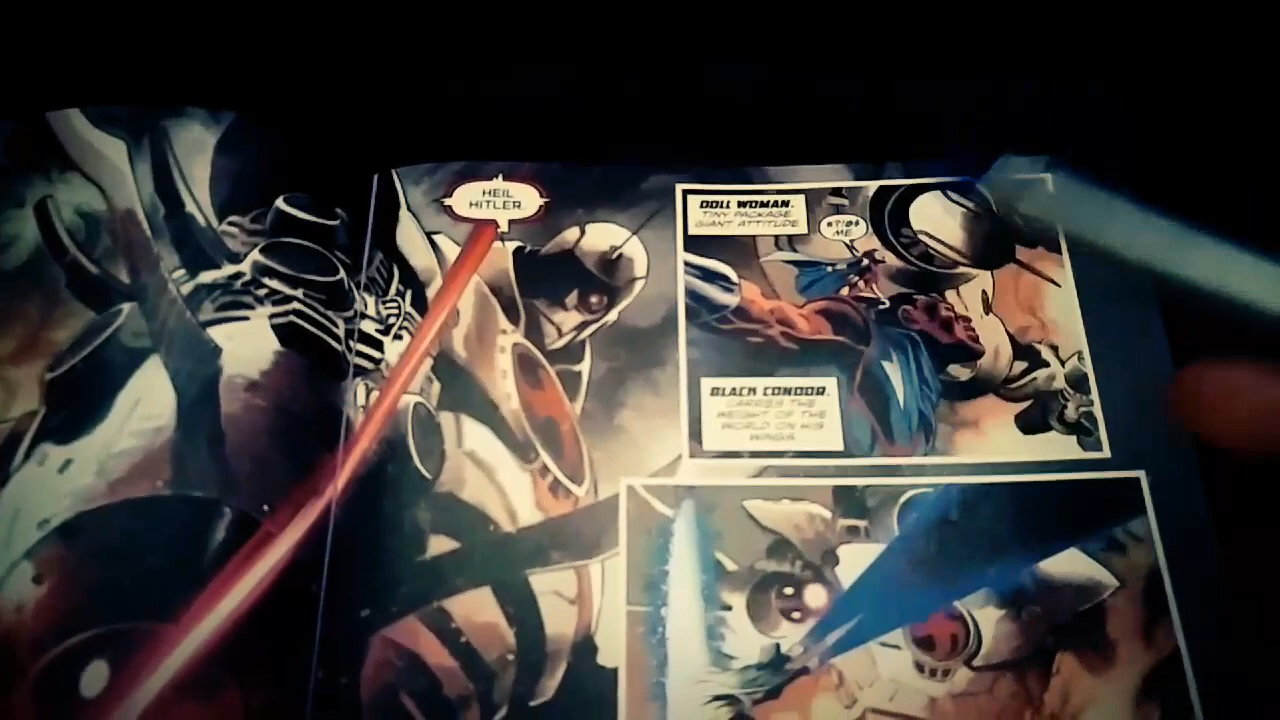 HEIL
HITLER.
DOLL WOMAN.
TINY PACKAGE.
GIANT ATTITUDE.
#?!@$
ME.
BLACK CONDOR.
CARRIES THE
WEIGHT OF THE
WORLD ON HIS
WINGS.